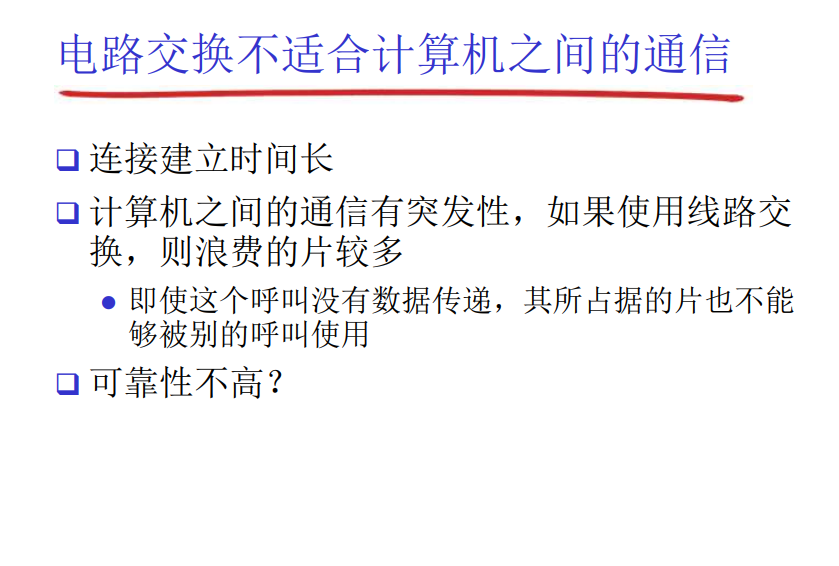 电路交换不适合计算机之间的通信
连接建立时间长
计算机之间的通信有突发性，如果使用线路交
换，则浪费的片较多
即使这个呼叫没有数据传递，其所占据的片也不能
够被别的呼叫使用
可靠性不高？